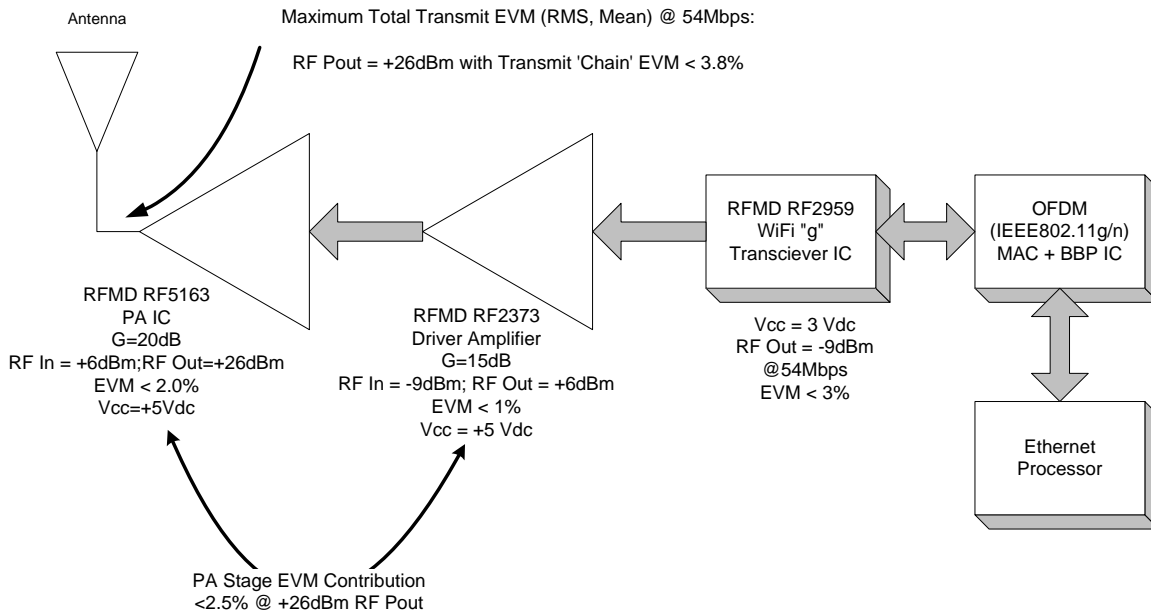 Antenna
Maximum Total Transmit EVM (RMS, Mean) @ 54Mbps:
RF Pout = +26dBm with Transmit 'Chain' EVM < 3.8%
RFMD RF5163
PA IC
G=20dB
RF In = +6dBm;RF Out=+26dBm
EVM < 2.0%
Vcc=+5Vdc
RFMD RF2373
Driver Amplifier
G=15dB
RF In = -9dBm; RF Out = +6dBm
EVM < 1%
Vcc = +5 Vdc
RFMD RF2959
WiFi "g"
Transciever IC
Vcc = 3 Vdc
RF Out = -9dBm
@54Mbps
EVM < 3%
OFDM
(IEEE802.11g/n)
MAC + BBP IC
Ethernet
Processor
PA Stage EVM Contribution
<2.5% @ +26dBm RF Pout